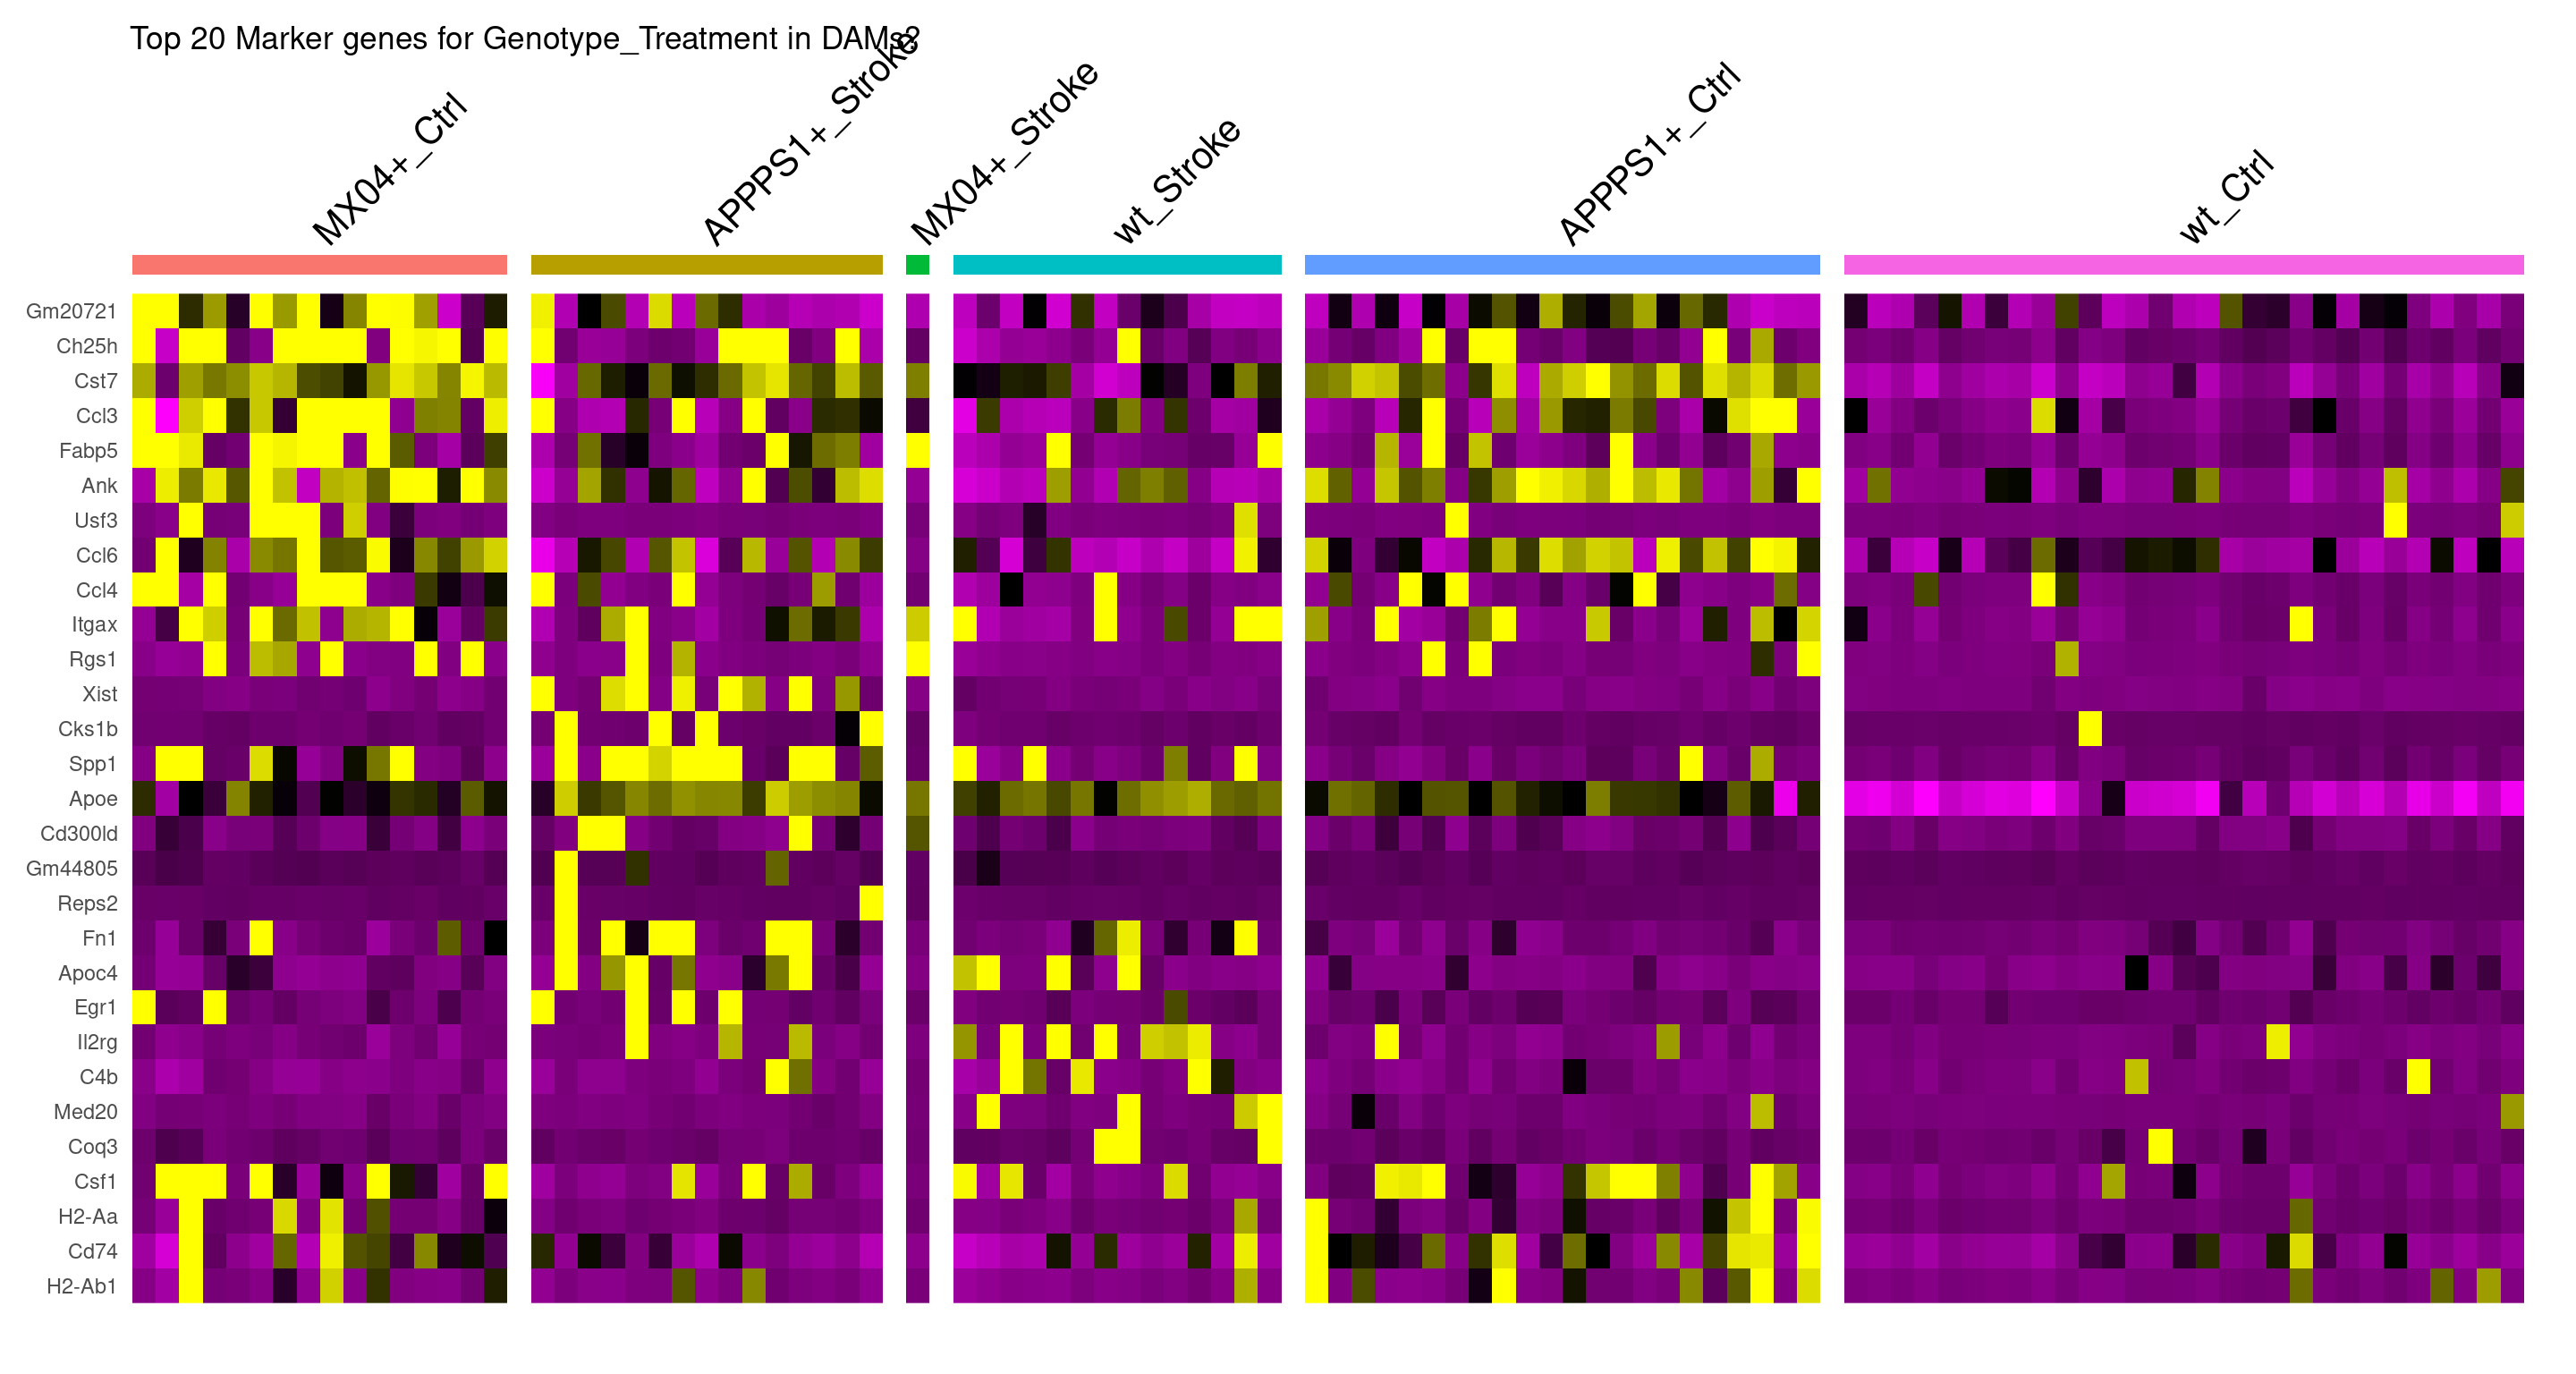 Top 20 Marker genes for Genotype_Treatment in DAMs?
MX04+_Ctrl
APPPS1+_Stroke
MX04+_Stroke
wt_Stroke
APPPS1+_Ctrl
wt_Ctrl
Gm20721
Ch25h
Cst7
Ccl3
Fabp5
Ank
Usf3
Ccl6
Ccl4
Itgax
Rgs1
Xist
Cks1b
Spp1
Apoe
Cd300ld
Gm44805
Reps2
Fn1
Apoc4
Egr1
Il2rg
C4b
Med20
Coq3
Csf1
H2-Aa
Cd74
H2-Ab1